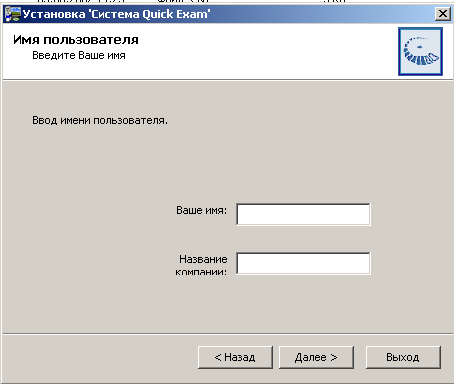 Установка 'Система Quick Exam'
Имя пользователя
Введите Ваше имя
Ввод имени пользователя.
Ваше имя:
Название
компании:
< Назад
Далее >
Выход